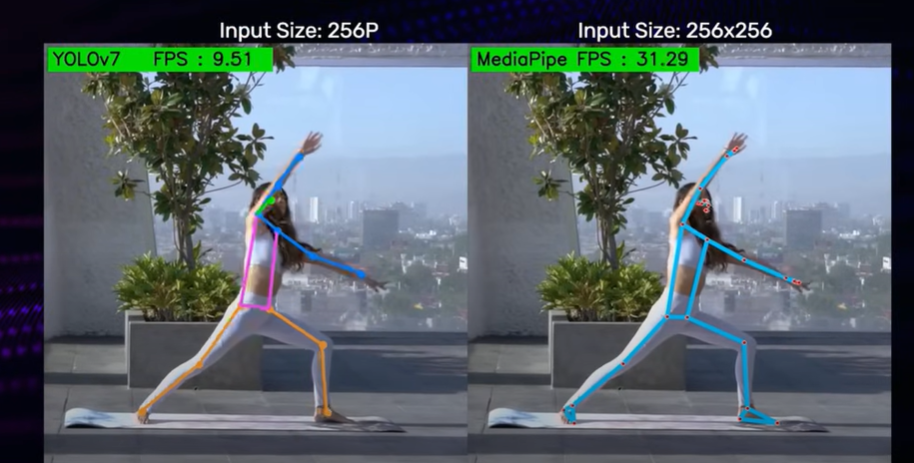 Input Size: 256P
Input Size: 256x256
YOLOv7 FPS : 9.51
MediaPipe FPS : 31.29